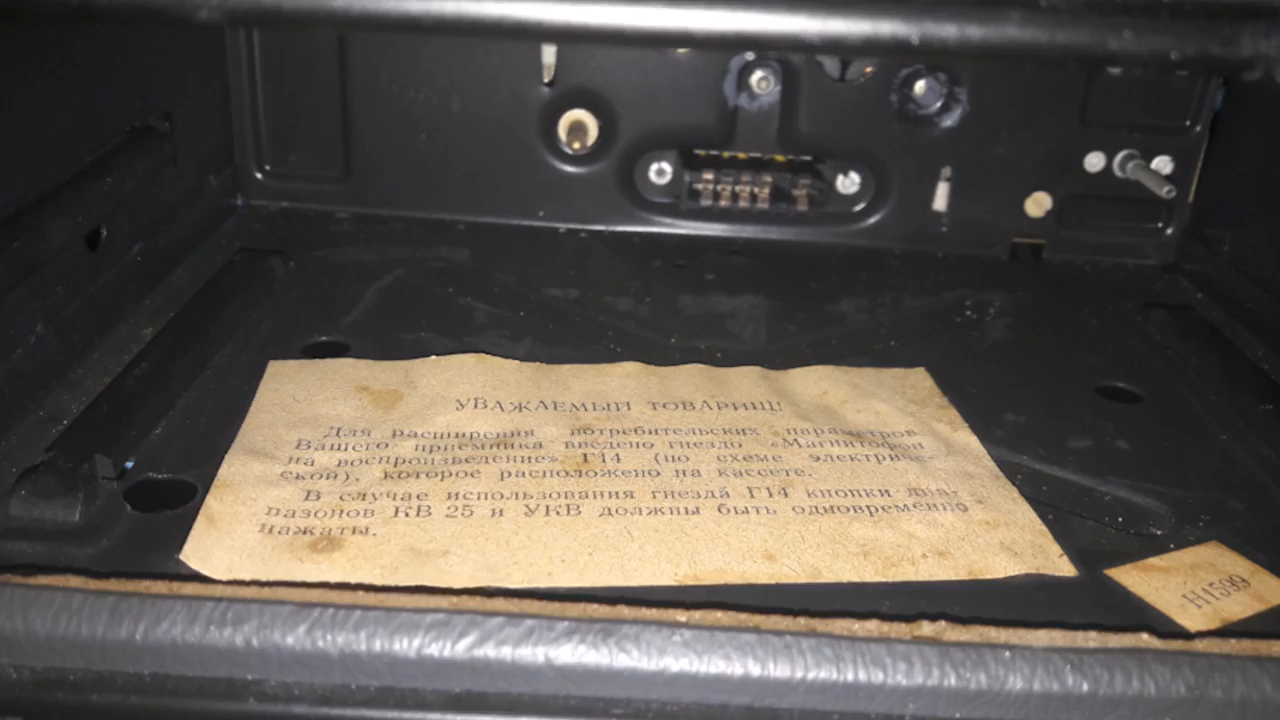 УВАЖАЕМЫЙ ТОВАРИЩ!
Для расширения потребительских параметров
Вашего приемника введено гнездо «Магнитофон
на воспроизведение» Г14 (по схеме электриче-
ской), которое расположено на кассете.
В случае использования гнезда Г14 кнопки диа-
пазонов КВ 25 и УКВ должны быть одновременно
нажаты.
Н1599